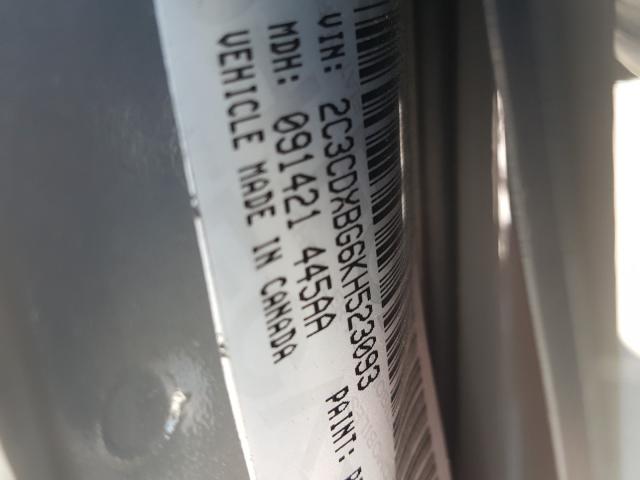 VIN: 2C3CDXBG6KH523093
MDH: 091421 445AA
VEHICLE MADE IN CANADA
PAINT: